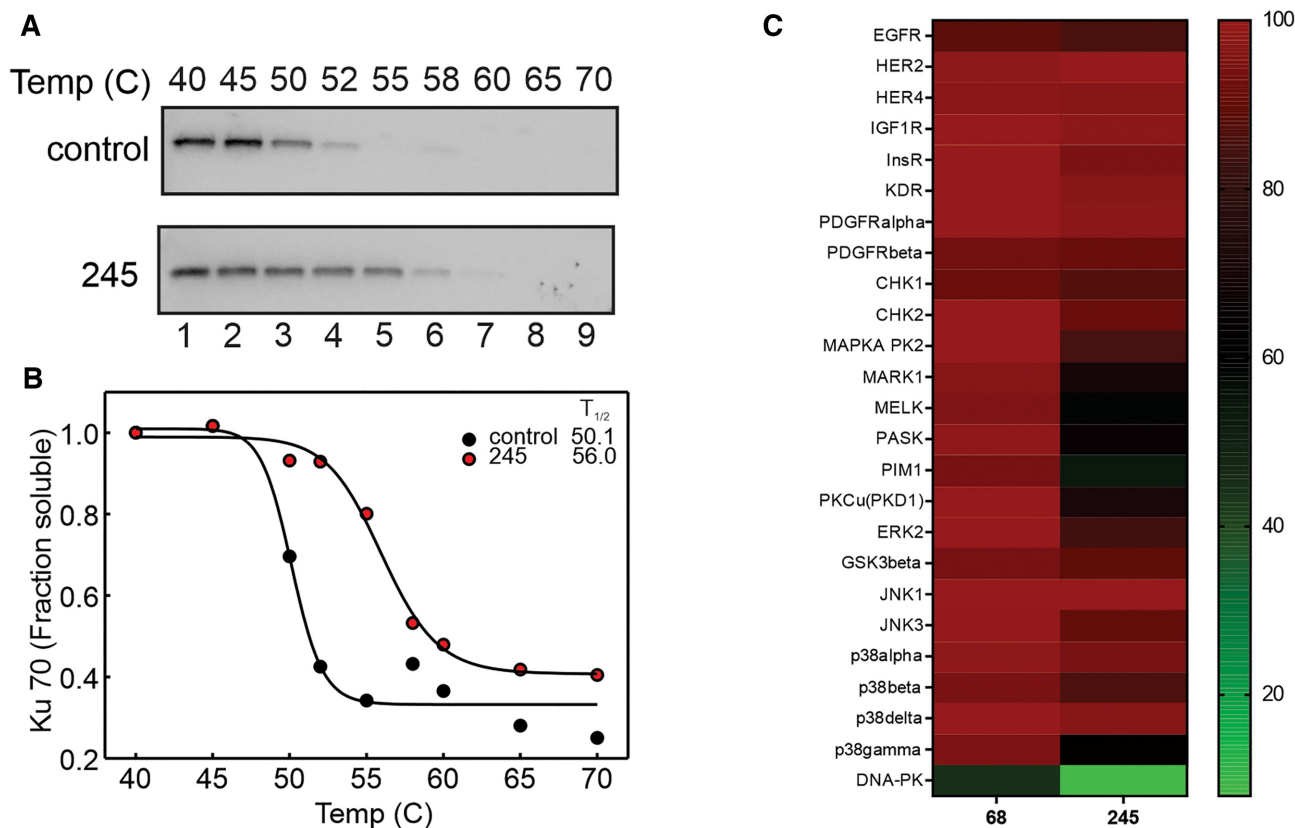 A
Temp (C) 40 45 50 52 55 58 60 65 70
control
245
1 2 3 4 5 6 7 8 9
B
T1/2
control 50.1
245 56.0
Ku 70 (Fraction soluble)
1.0
0.8
0.6
0.4
0.2
40 45 50 55 60 65 70
Temp (C)
C
EGFR
HER2
HER4
IGF1R
InsR
KDR
PDGFRalpha
PDGFRbeta
CHK1
CHK2
MAPKA PK2
MARK1
MELK
PASK
PIM1
PKCu(PKD1)
ERK2
GSK3beta
JNK1
JNK3
p38alpha
p38beta
p38delta
p38gamma
DNA-PK
68 245
100
80
60
40
20